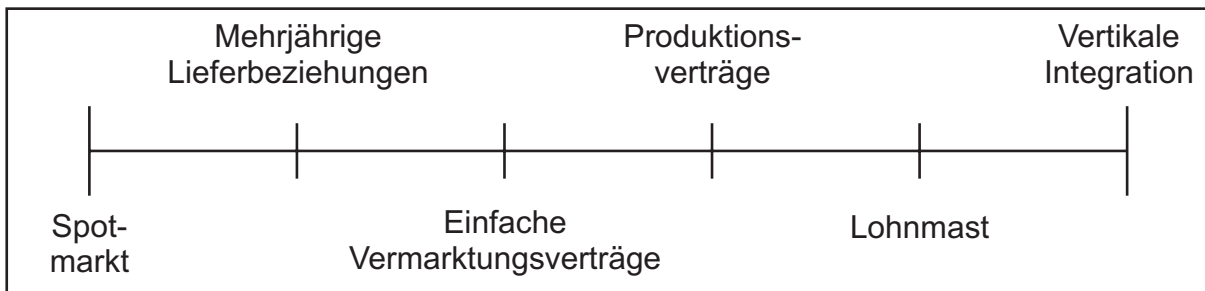 Mehrjährige
Lieferbeziehungen
Produktions-
verträge
Vertikale
Integration
Spot-
markt
Einfache
Vermarktungsverträge
Lohnmast